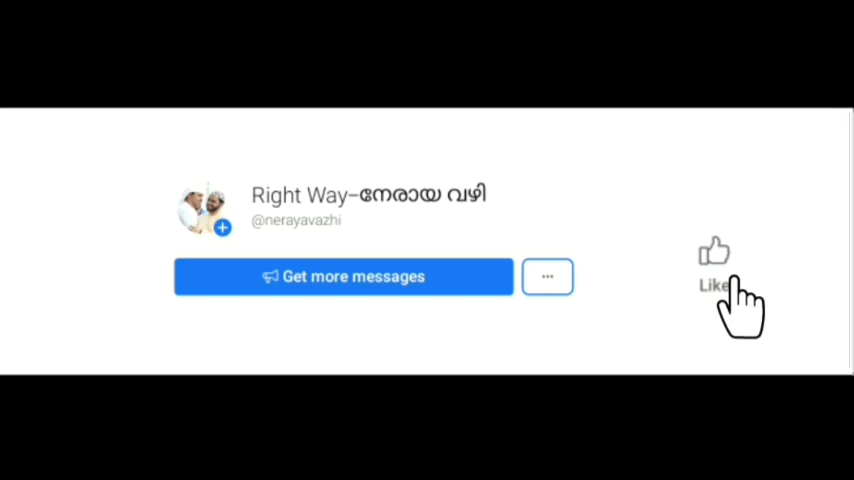 Right Way-നേരായ വഴി
@nerayavazhi
Get more messages
Like